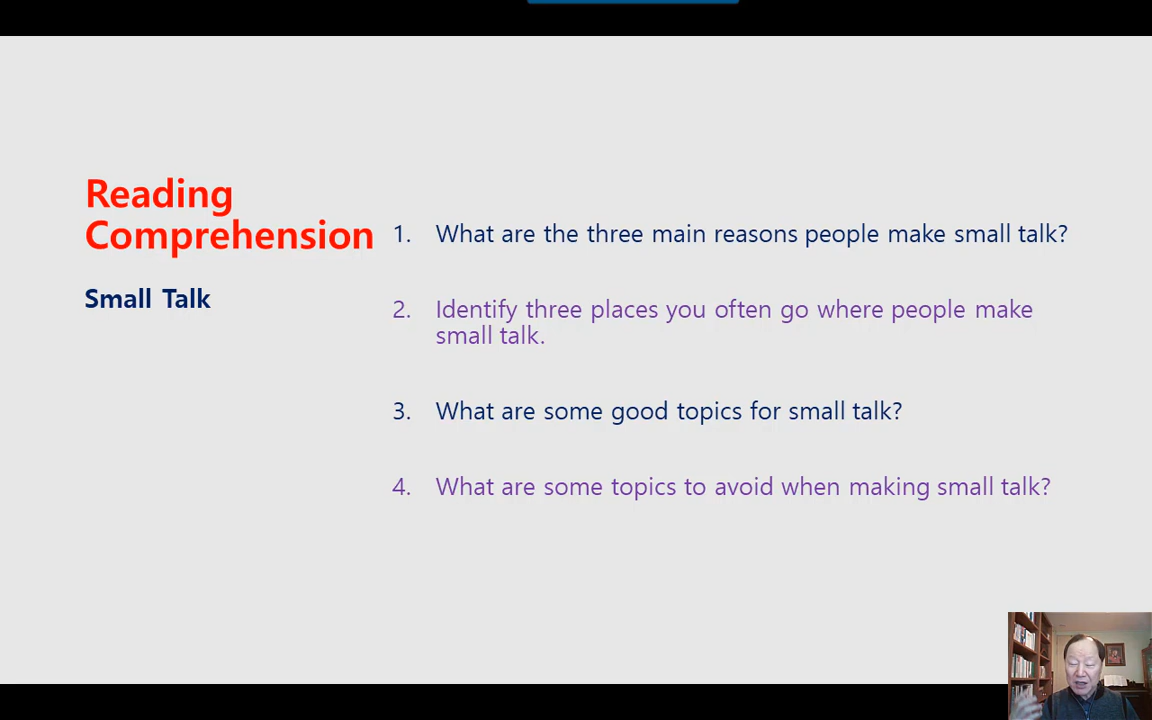 Reading
Comprehension
Small Talk
1. What are the three main reasons people make small talk?
2. Identify three places you often go where people make
small talk.
3. What are some good topics for small talk?
4. What are some topics to avoid when making small talk?